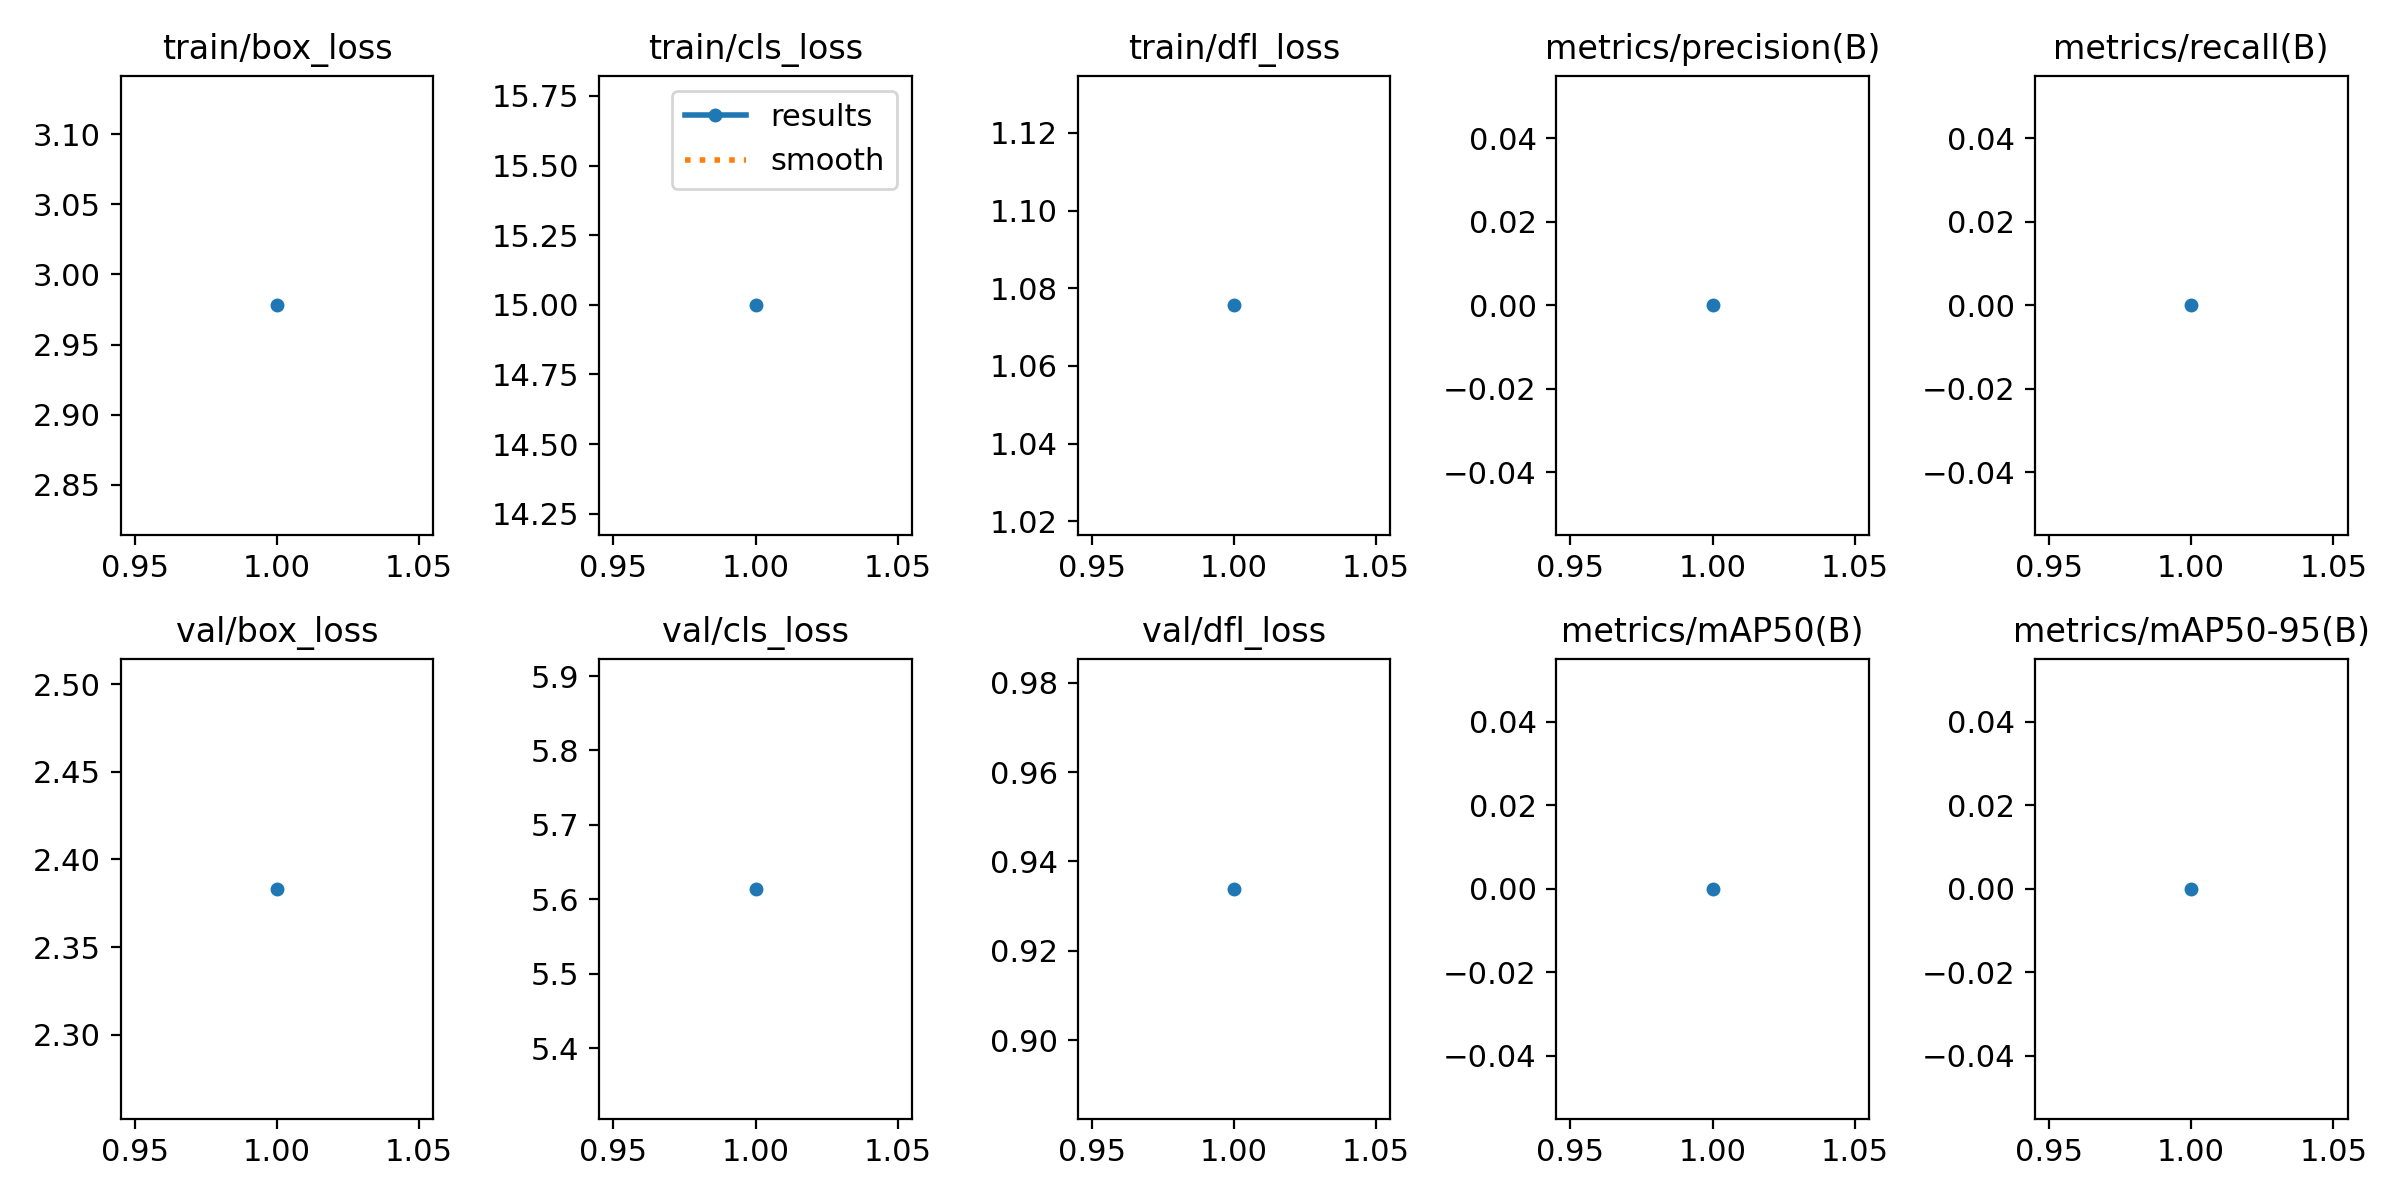 train/box_loss
3.10
3.05
3.00
2.95
2.90
2.85
0.95 1.00 1.05
train/cls_loss
results
smooth
15.75
15.50
15.25
15.00
14.75
14.50
14.25
0.95 1.00 1.05
train/dfl_loss
1.12
1.10
1.08
1.06
1.04
1.02
0.95 1.00 1.05
metrics/precision(B)
0.04
0.02
0.00
−0.02
−0.04
0.95 1.00 1.05
metrics/recall(B)
0.04
0.02
0.00
−0.02
−0.04
0.95 1.00 1.05
val/box_loss
2.50
2.45
2.40
2.35
2.30
0.95 1.00 1.05
val/cls_loss
5.9
5.8
5.7
5.6
5.5
5.4
0.95 1.00 1.05
val/dfl_loss
0.98
0.96
0.94
0.92
0.90
0.95 1.00 1.05
metrics/mAP50(B)
0.04
0.02
0.00
−0.02
−0.04
0.95 1.00 1.05
metrics/mAP50-95(B)
0.04
0.02
0.00
−0.02
−0.04
0.95 1.00 1.05